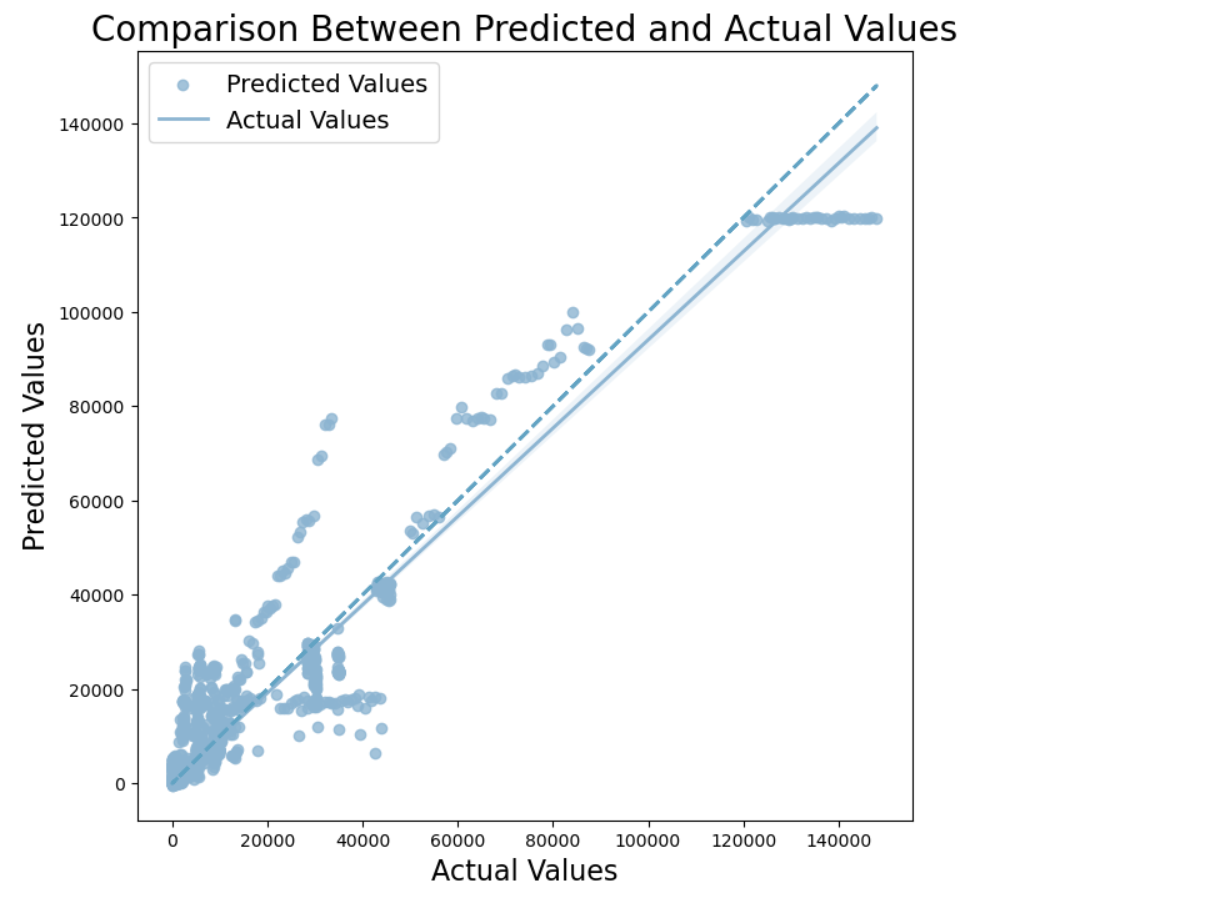 Comparison Between Predicted and Actual Values
Predicted Values
Actual Values
140000
120000
100000
80000
60000
40000
20000
0
Predicted Values
0 20000 40000 60000 80000 100000 120000 140000
Actual Values